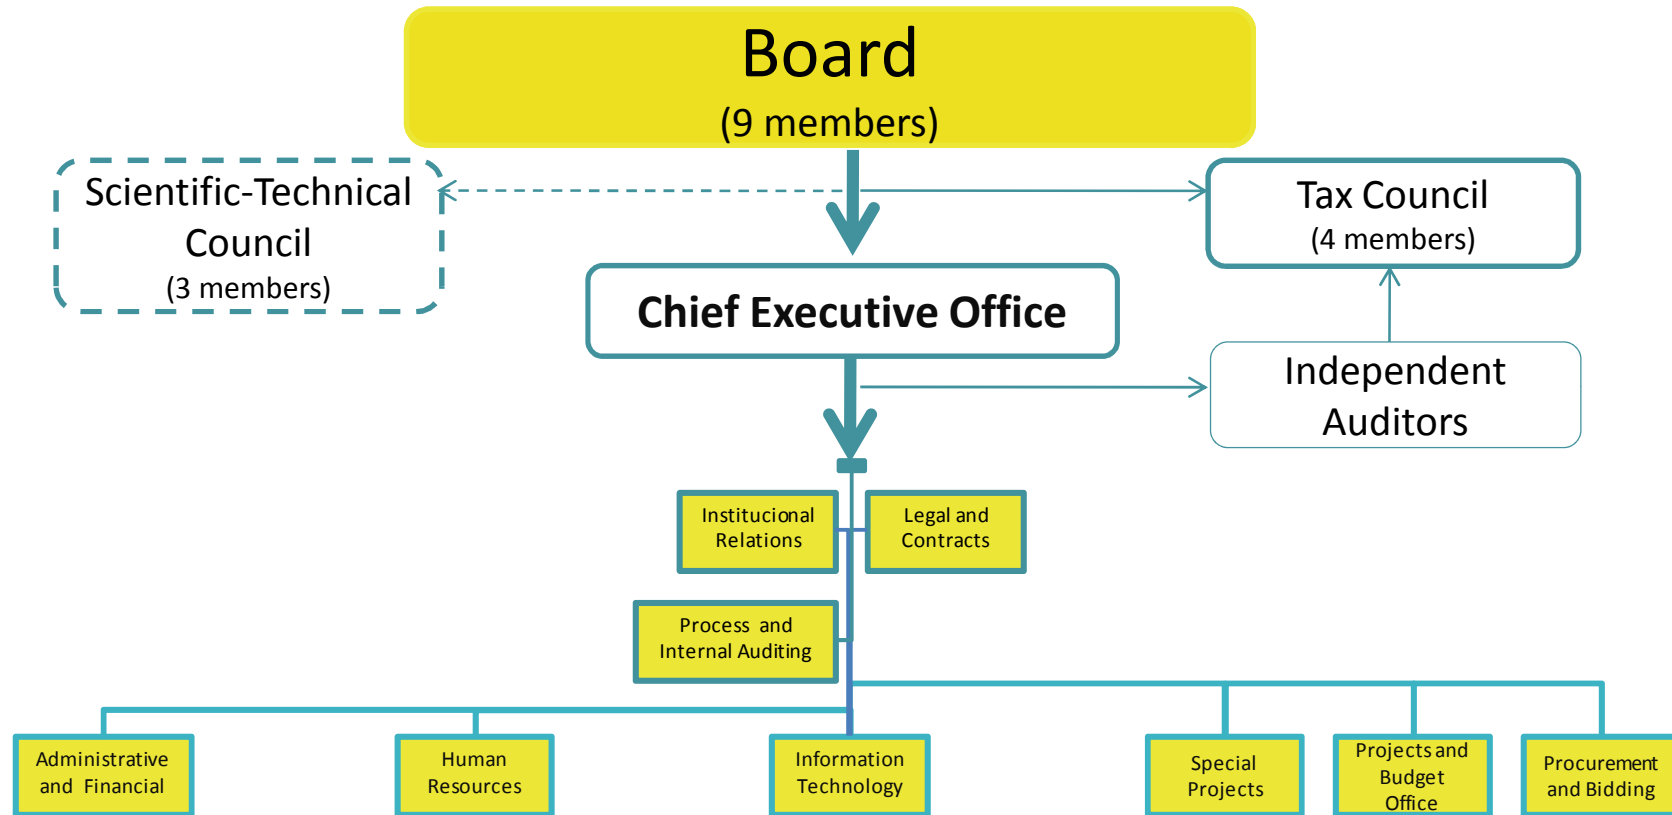 Board
(9 members)
Scientific-Technical
Council
(3 members)
Tax Council
(4 members)
Chief Executive Office
Independent
Auditors
Institucional
Relations
Legal and
Contracts
Process and
Internal Auditing
Administrative
and Financial
Human
Resources
Information
Technology
Special
Projects
Projects and
Budget
Office
Procurement
and Bidding